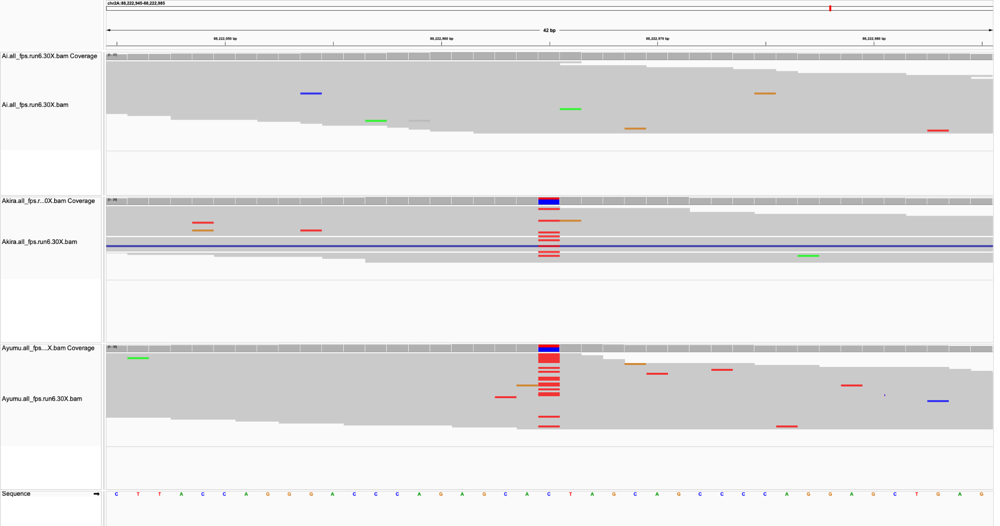 chr2A:88,222,945-88,222,985
42 bp
88,222,950 bp 88,222,960 bp 88,222,970 bp 88,222,980 bp
Ai.all_fps.run6.30X.bam Coverage
[0 - 37]
Ai.all_fps.run6.30X.bam
Akira.all_fps.r...0X.bam Coverage
[0 - 29]
Akira.all_fps.run6.30X.bam
Ayumu.all_fps....X.bam Coverage
[0 - 39]
Ayumu.all_fps.run6.30X.bam
Sequence C T T A C C A G G G A C C C A G A G C A C T A G C A G C C C C A G G A G C T G A G